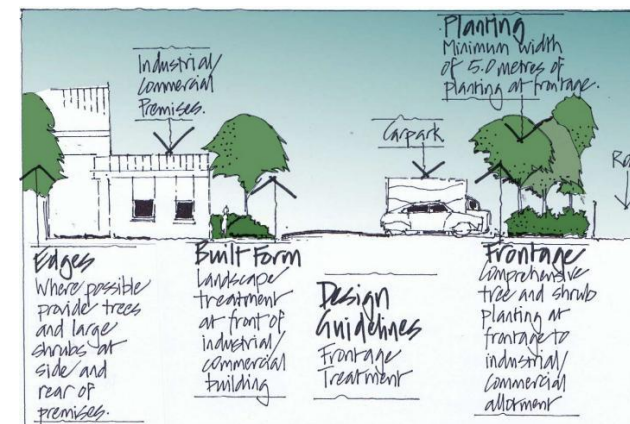 Planting
Minimum width
of 5.0 metres of
planting at frontage.
Industrial/
Commercial
Premises.
Carpark
Edges
Where possible
provide trees
and large
shrubs at
side and
rear of
premises.
Built Form
Landscape
treatment
at front of
industrial/
commercial
building
Design
Guidelines
Frontage
Treatment
Frontage
Comprehensive
tree and shrub
planting at
frontage to
industrial/
commercial
allotment